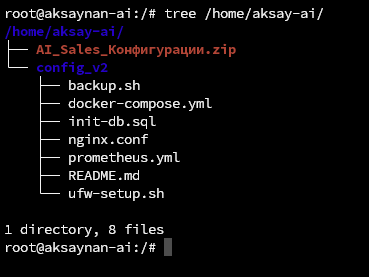 root@aksaynan-ai:/# tree /home/aksay-ai/
/home/aksay-ai/
├── AI_Sales_Конфигурации.zip
└── config_v2
    ├── backup.sh
    ├── docker-compose.yml
    ├── init-db.sql
    ├── nginx.conf
    ├── prometheus.yml
    ├── README.md
    └── ufw-setup.sh

1 directory, 8 files
root@aksaynan-ai:/#